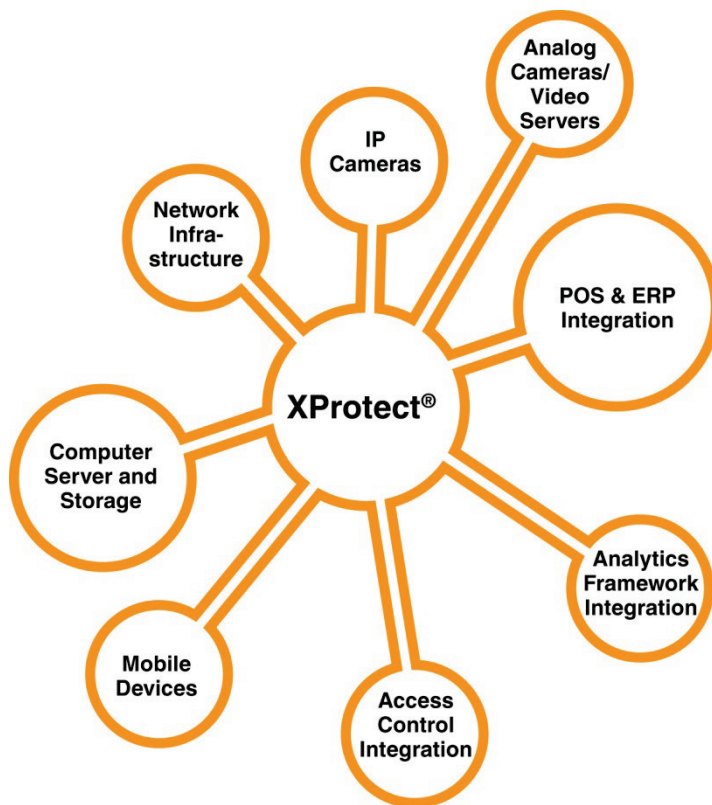 Analog
Cameras/
Video
Servers
IP
Cameras
Network
Infra-
structure
POS & ERP
Integration
XProtect®
Computer
Server and
Storage
Analytics
Framework
Integration
Mobile
Devices
Access
Control
Integration